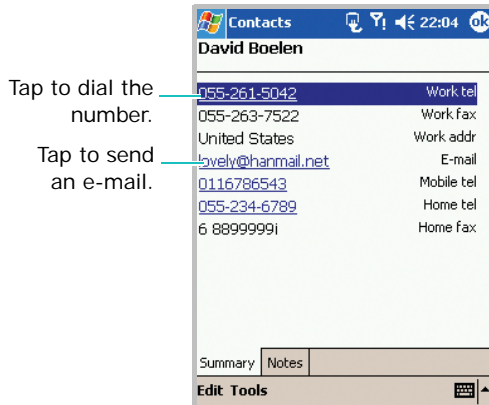 Contacts 22:04 ok
David Boelen
Tap to dial the
number.
Tap to send
an e-mail.
055-261-5042 Work tel
055-263-7522 Work fax
United States Work addr
lovely@hanmail.net E-mail
0116786543 Mobile tel
055-234-6789 Home tel
6 8899999i Home fax
Summary Notes
Edit Tools